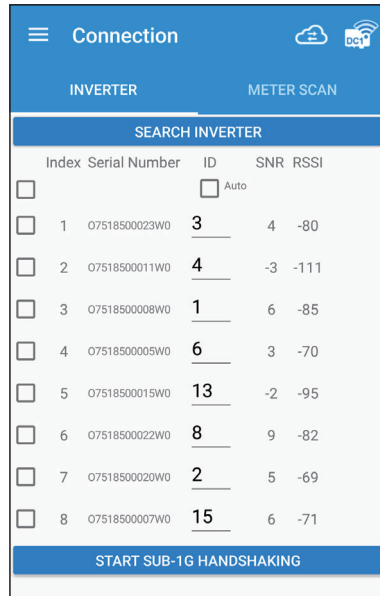 Connection
DC1
INVERTER METER SCAN
SEARCH INVERTER
Index Serial Number ID SNR RSSI
Auto
1 O7518500023W0 3 4 -80
2 O7518500011W0 4 -3 -111
3 O7518500008W0 1 6 -85
4 O7518500005W0 6 3 -70
5 O7518500015W0 13 -2 -95
6 O7518500022W0 8 9 -82
7 O7518500020W0 2 5 -69
8 O7518500007W0 15 6 -71
START SUB-1G HANDSHAKING